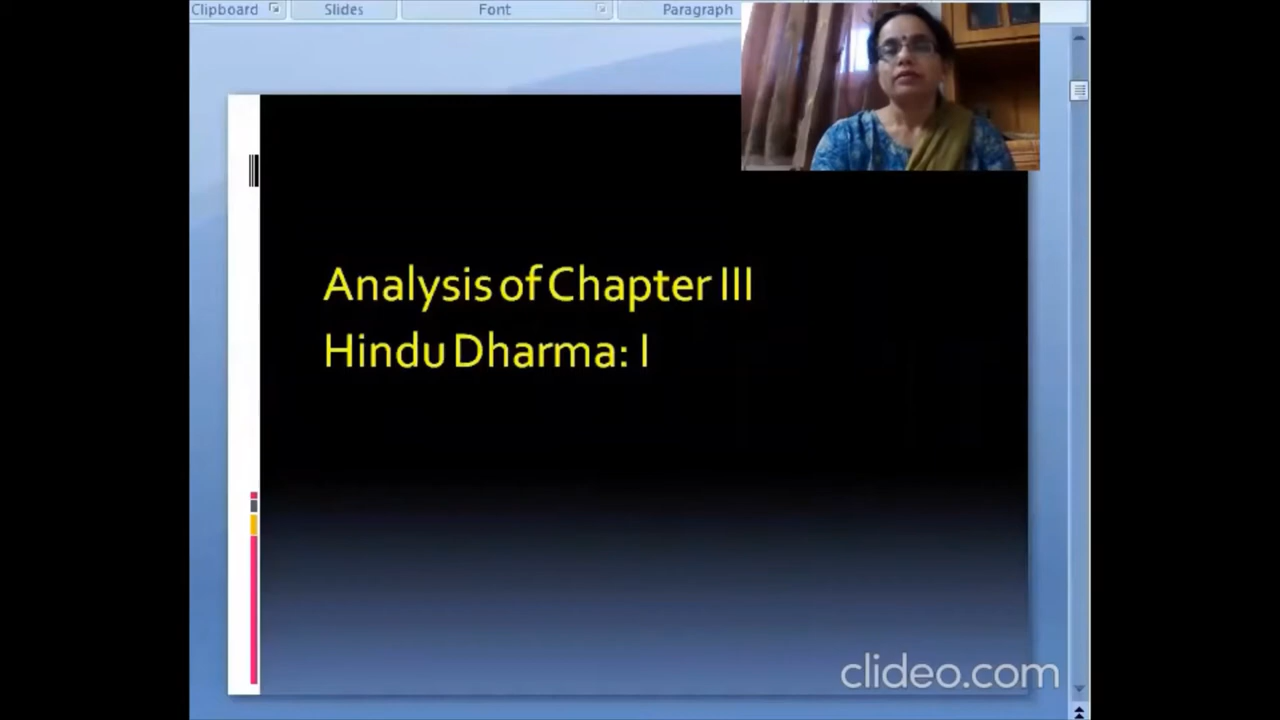 Clipboard
Slides
Font
Paragraph
Analysis of Chapter III
Hindu Dharma: I
clideo.com